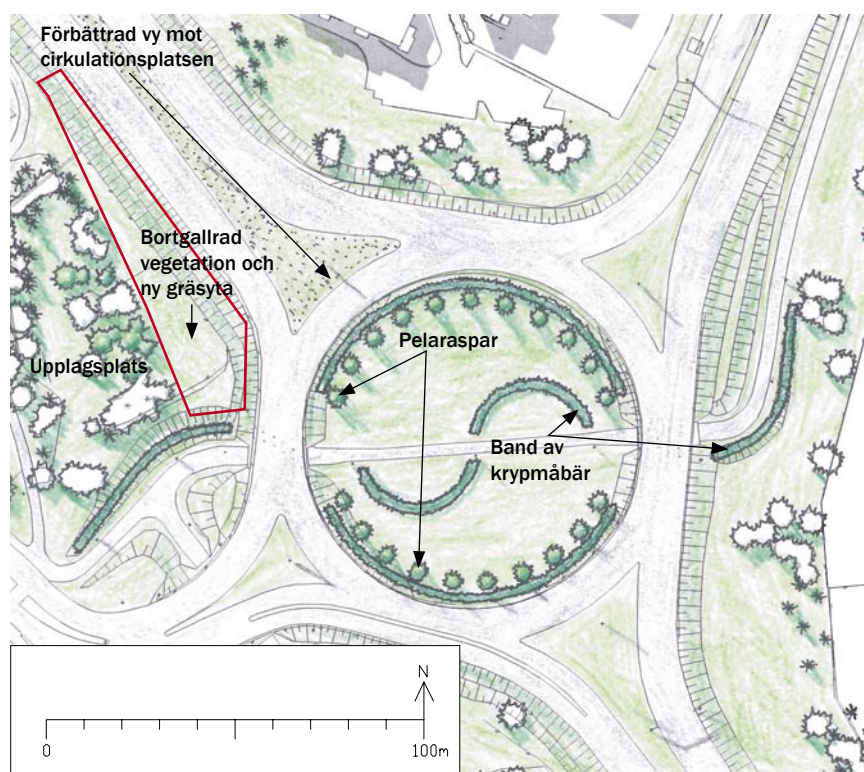 Förbättrad vy mot
cirkulationsplatsen
Bortgallrad
vegetation och
ny gräsyta
Upplagsplats
Pelaraspar
Band av
krypmåbär
N
0
100m